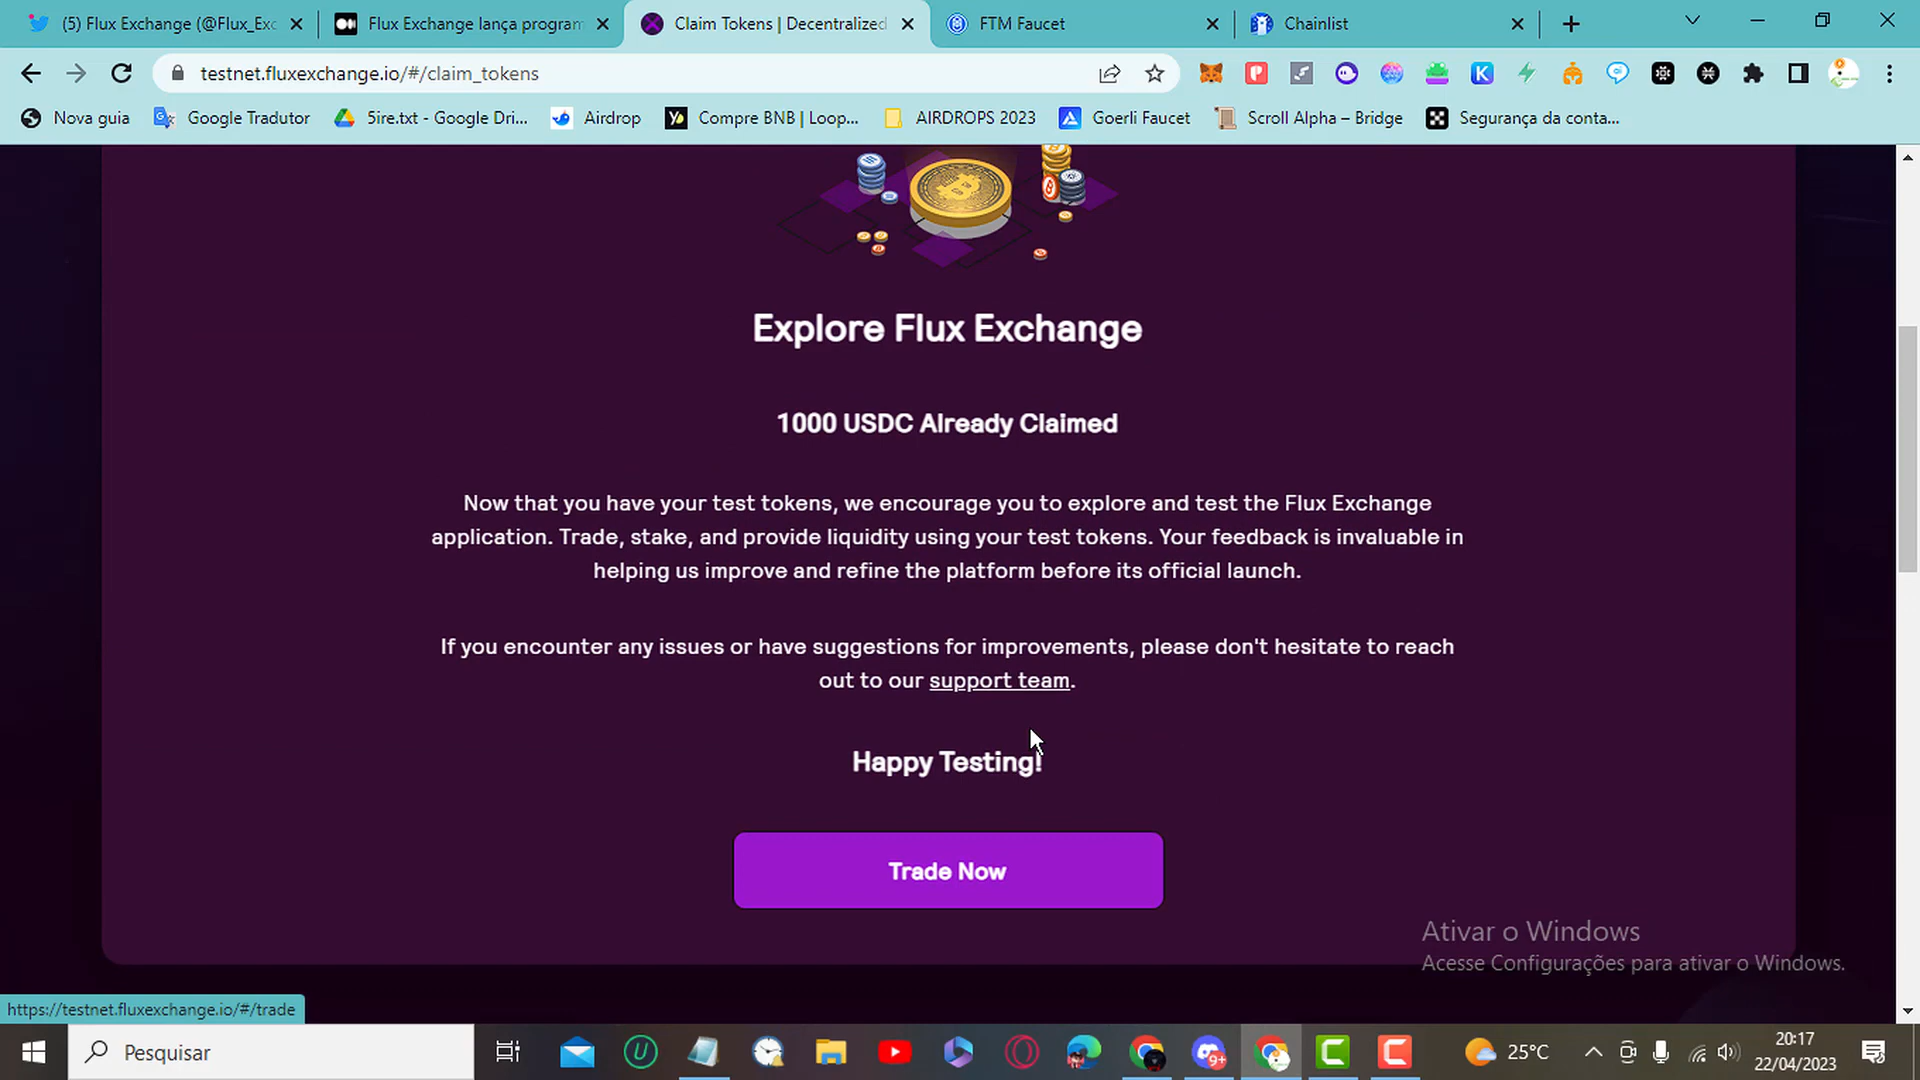 (5) Flux Exchange (@Flux_Exc
Flux Exchange lança program
Claim Tokens | Decentralized
FTM Faucet
Chainlist
testnet.fluxexchange.io/#/claim_tokens
Nova guia
Google Tradutor
5ire.txt - Google Dri...
Airdrop
Compre BNB | Loop...
AIRDROPS 2023
Goerli Faucet
Scroll Alpha – Bridge
Segurança da conta...
Explore Flux Exchange
1000 USDC Already Claimed
Now that you have your test tokens, we encourage you to explore and test the Flux Exchange
application. Trade, stake, and provide liquidity using your test tokens. Your feedback is invaluable in
helping us improve and refine the platform before its official launch.
If you encounter any issues or have suggestions for improvements, please don't hesitate to reach
out to our support team.
Happy Testing!
Trade Now
Ativar o Windows
Acesse Configurações para ativar o Windows.
https://testnet.fluxexchange.io/#/trade
Pesquisar
9+
25°C
20:17
22/04/2023